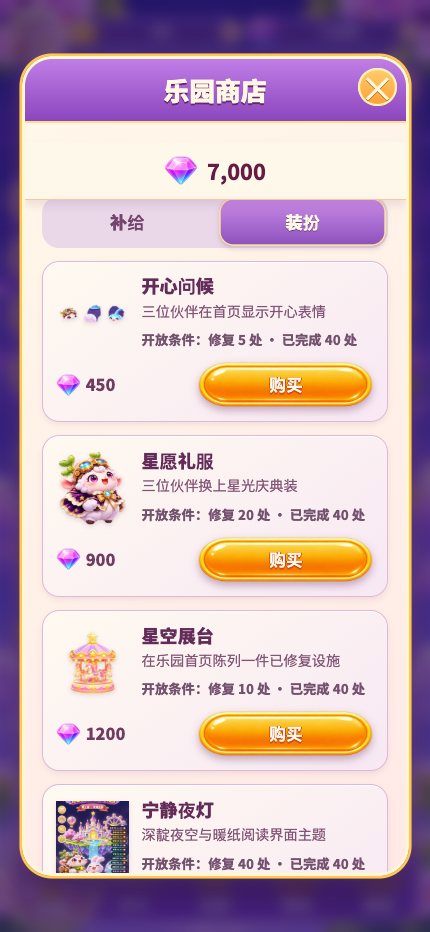 乐园商店
7,000
补给
装扮
开心问候
三位伙伴在首页显示开心表情
开放条件：修复 5 处 · 已完成 40 处
450
购买
星愿礼服
三位伙伴换上星光庆典装
开放条件：修复 20 处 · 已完成 40 处
900
购买
星空展台
在乐园首页陈列一件已修复设施
开放条件：修复 10 处 · 已完成 40 处
1200
购买
宁静夜灯
深靛夜空与暖纸阅读界面主题
开放条件：修复 40 处 · 已完成 40 处